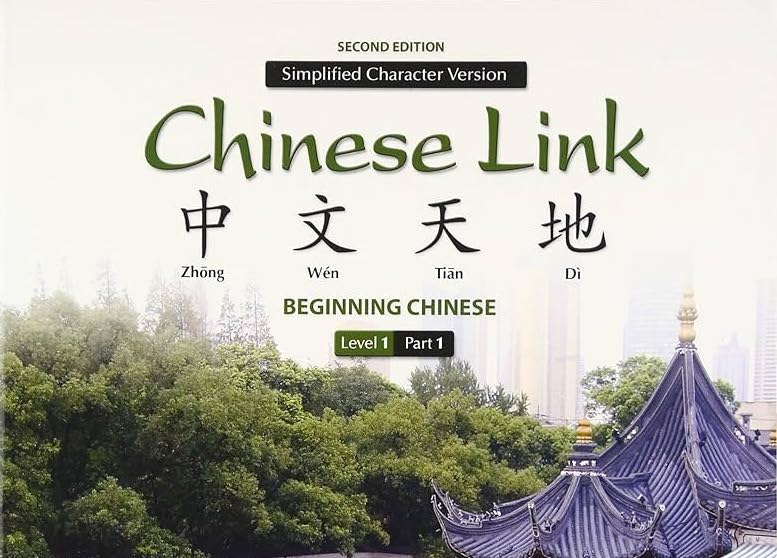 SECOND EDITION
Simplified Character Version
Chinese Link
中文天地
Zhōng Wén Tiān Dì
BEGINNING CHINESE
Level 1 Part 1